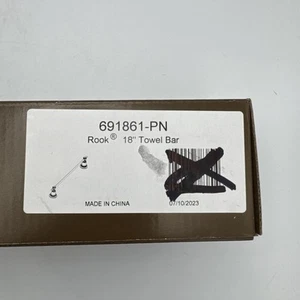 691861-PN
Rook® 18" Towel Bar
MADE IN CHINA
07/10/2023